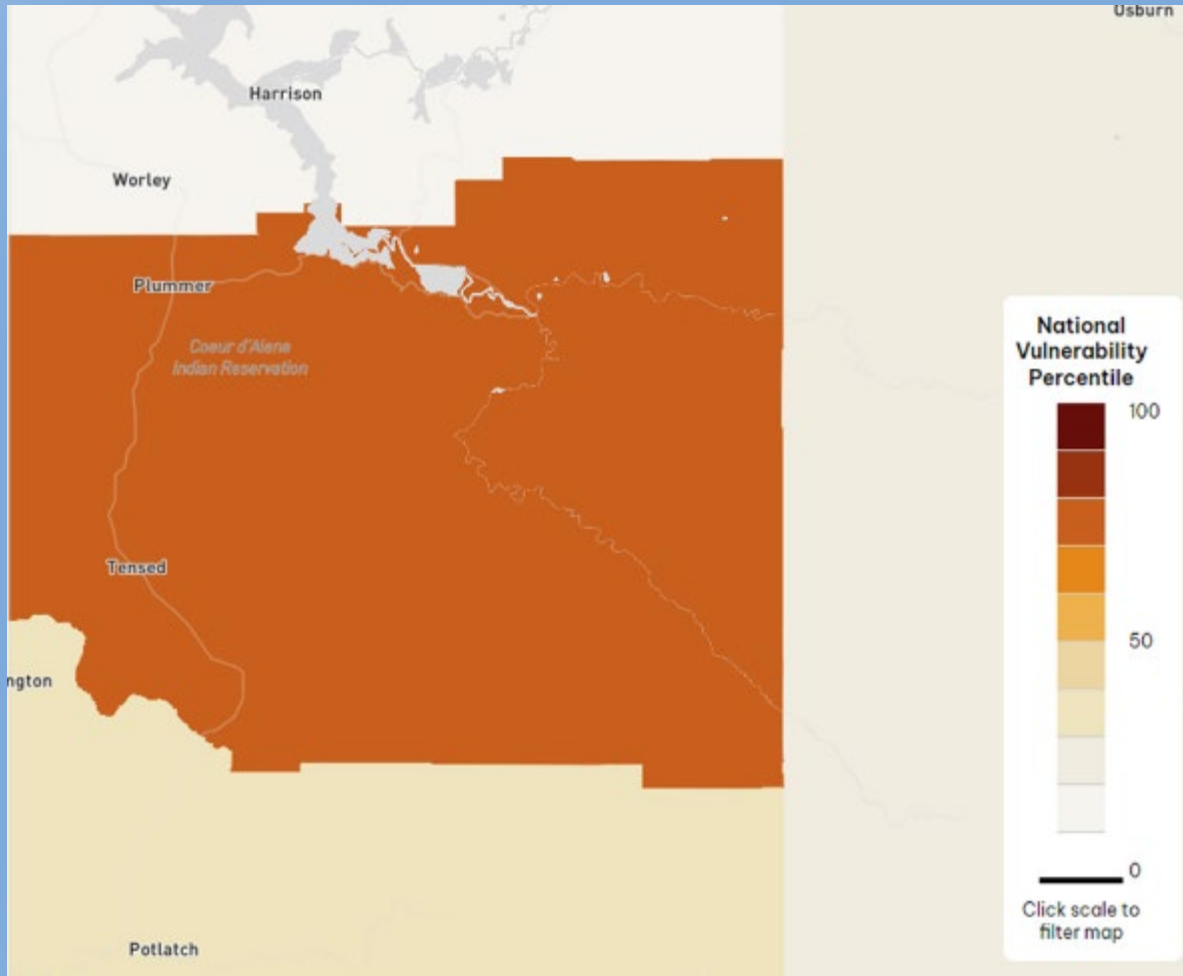 Osburn
Harrison
Worley
Plummer
Coeur d'Alene
Indian Reservation
Tensed
ngton
Potlatch
National
Vulnerability
Percentile
100
50
0
Click scale to
filter map